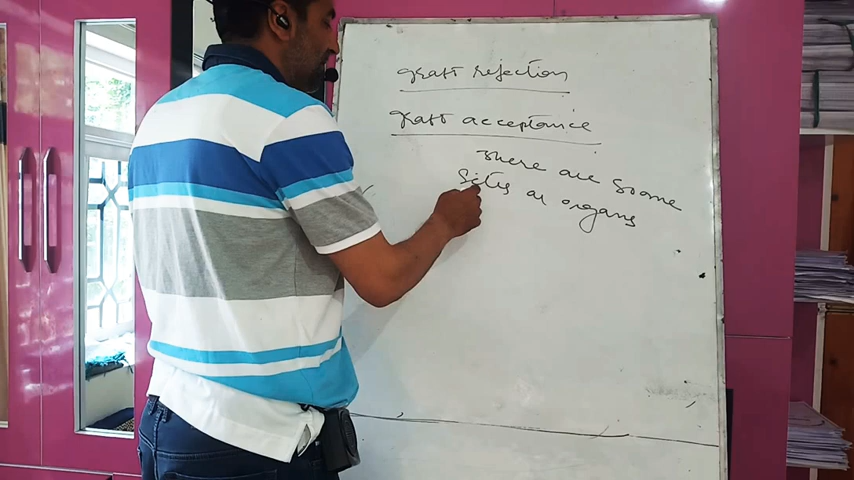 graft rejection
graft acceptance
There are some
Sites or organs